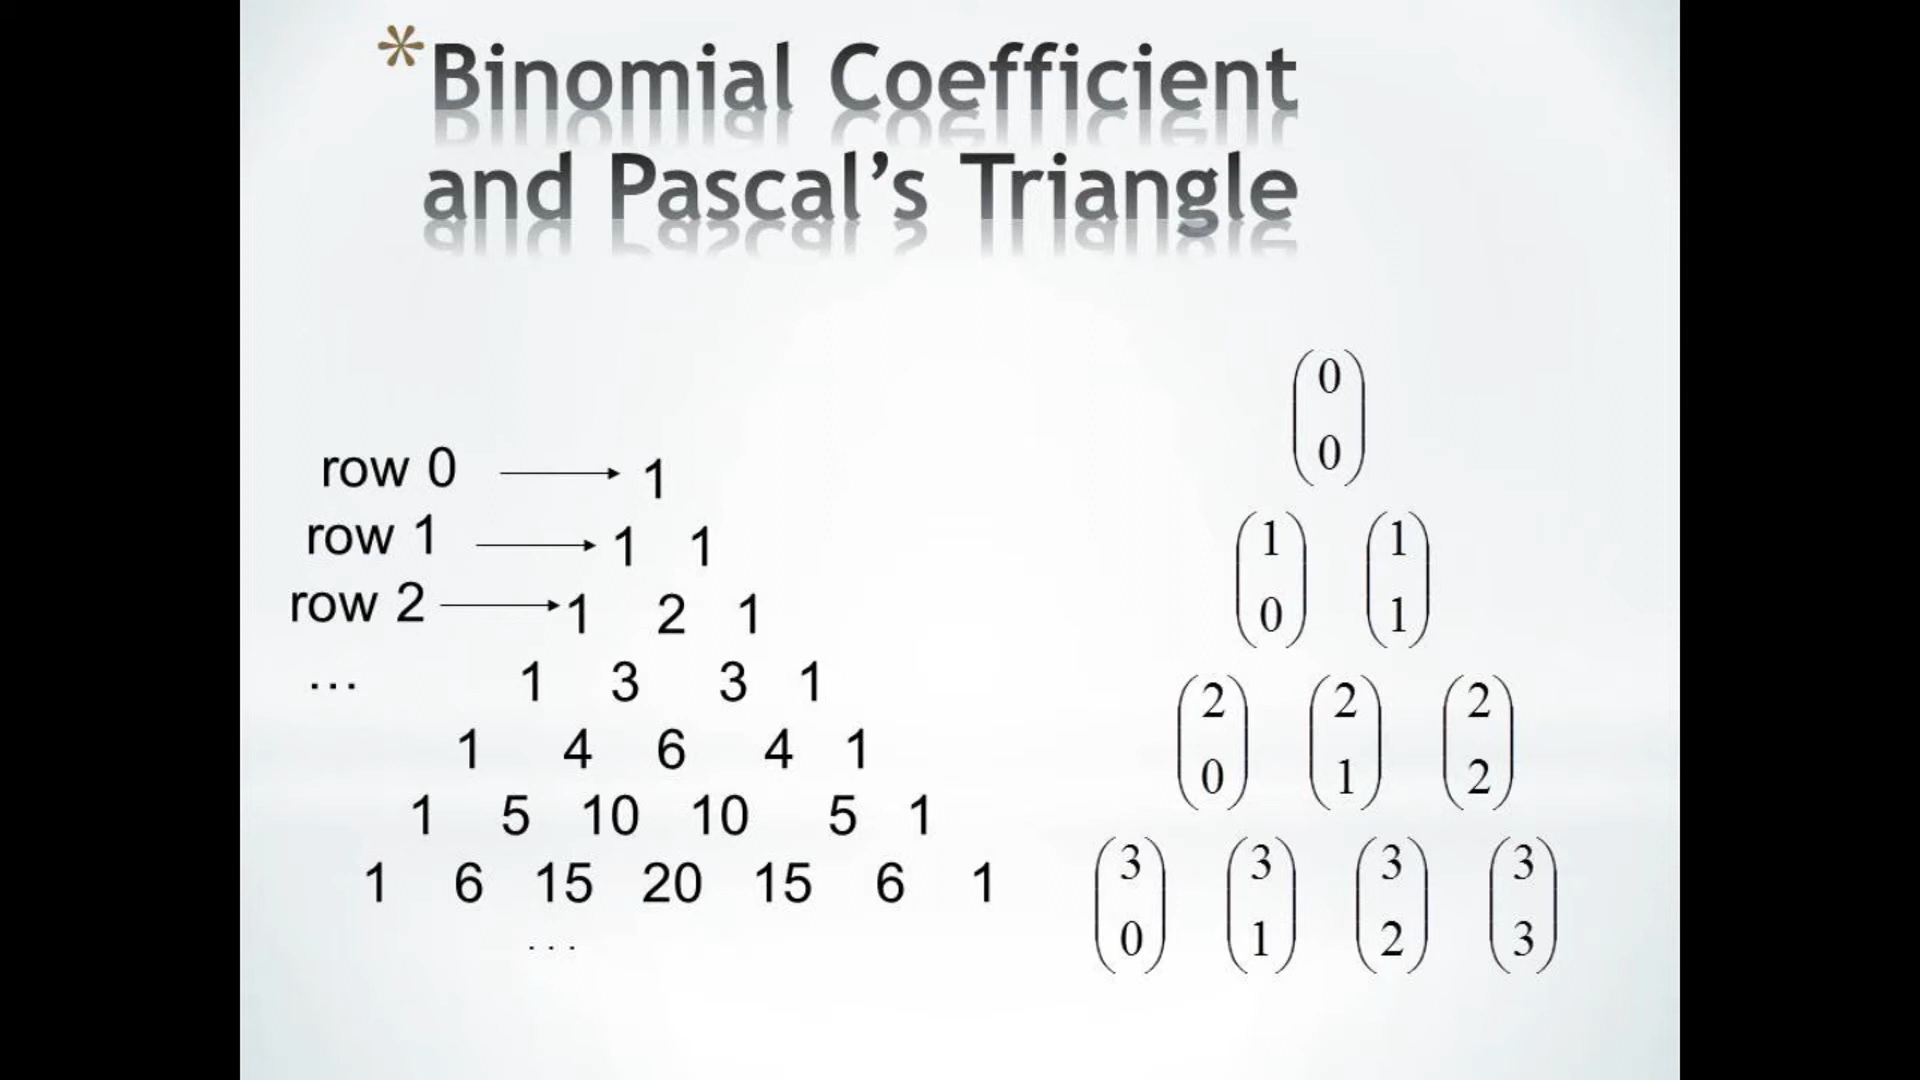 *Binomial Coefficient
and Pascal’s Triangle
row 0 1
row 1 1 1
row 2 1 2 1
... 1 3 3 1
1 4 6 4 1
1 5 10 10 5 1
1 6 15 20 15 6 1
...
(0
0)
(1 (1
0) 1)
(2 (2 (2
0) 1) 2)
(3 (3 (3 (3
0) 1) 2) 3)